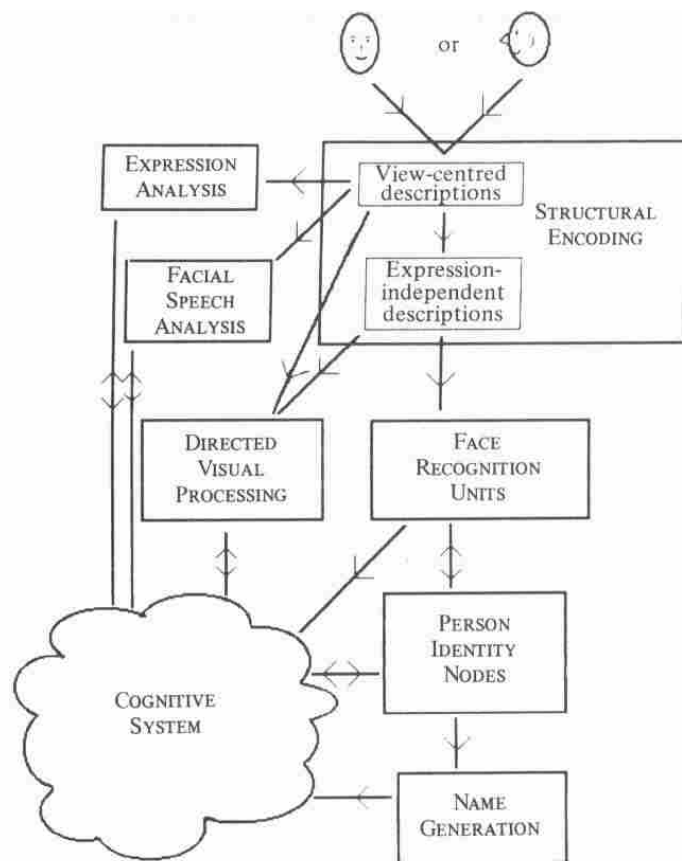 or
EXPRESSION
ANALYSIS
View-centred
descriptions
STRUCTURAL
ENCODING
FACIAL
SPEECH
ANALYSIS
Expression-
independent
descriptions
DIRECTED
VISUAL
PROCESSING
FACE
RECOGNITION
UNITS
COGNITIVE
SYSTEM
PERSON
IDENTITY
NODES
NAME
GENERATION